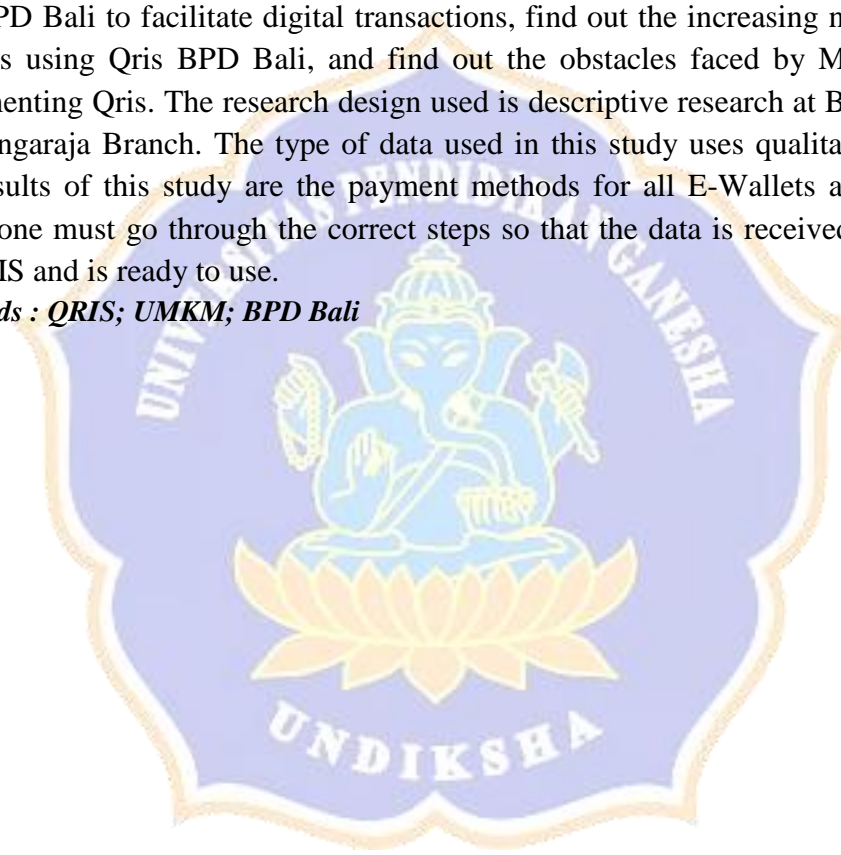 PD Bali to facilitate digital transactions, find out the increasing n
s using Qris BPD Bali, and find out the obstacles faced by M
enting Qris. The research design used is descriptive research at B
ngaraja Branch. The type of data used in this study uses qualita
sults of this study are the payment methods for all E-Wallets a
one must go through the correct steps so that the data is received
IS and is ready to use.
ds : QRIS; UMKM; BPD Bali
UNIVERSITAS PENDIDIKAN GANESHA
UNDIKSHA